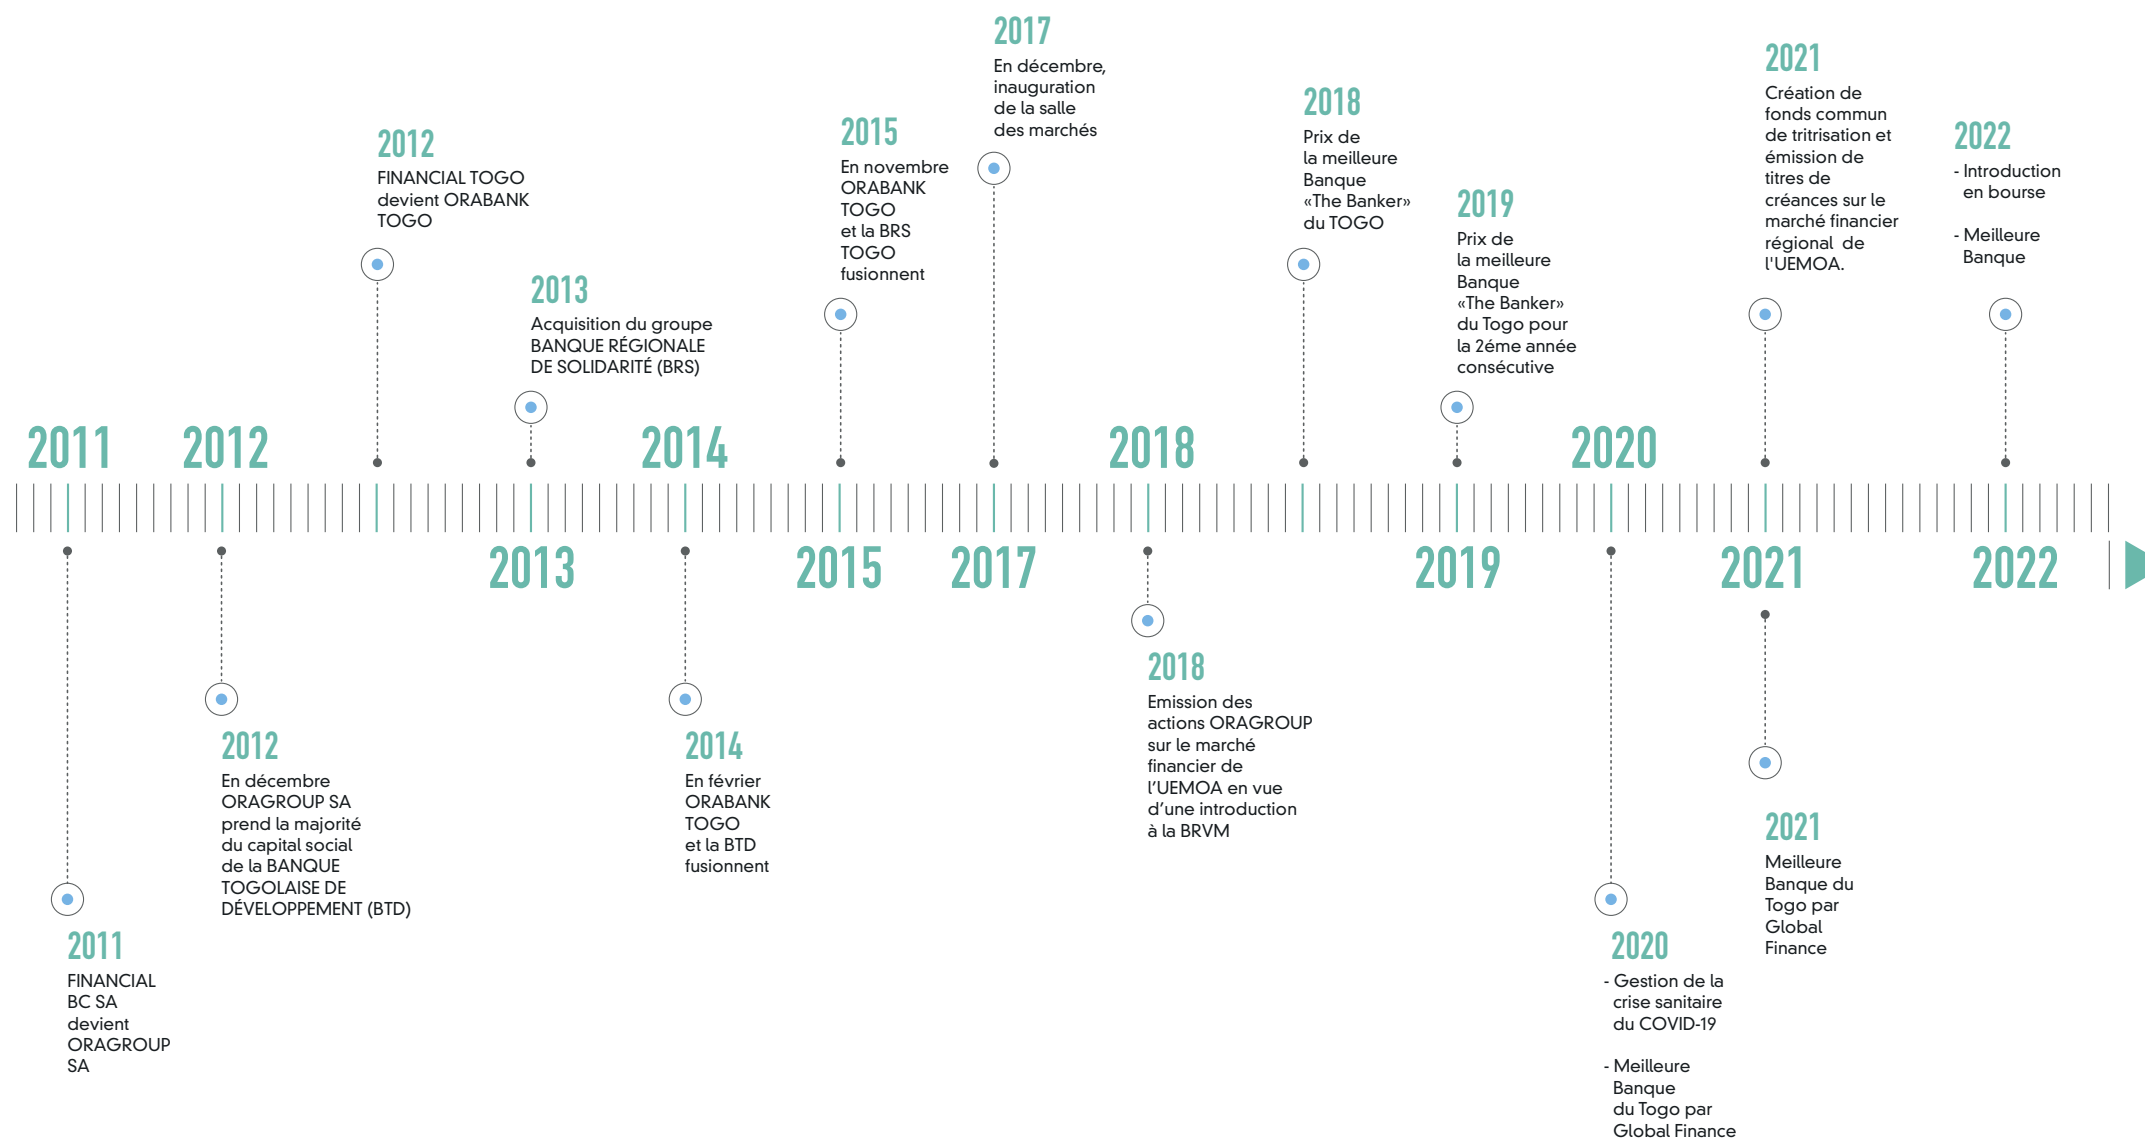 2017
En décembre,
inauguration
de la salle
des marchés
2021
Création de
fonds commun
de tritrisation et
émission de
titres de
créances sur le
marché financier
régional de
l'UEMOA.
2018
Prix de
la meilleure
Banque
«The Banker»
du TOGO
2015
En novembre
ORABANK
TOGO
et la BRS
TOGO
fusionnent
2022
- Introduction
en bourse
- Meilleure
Banque
2012
FINANCIAL TOGO
devient ORABANK
TOGO
2019
Prix de
la meilleure
Banque
«The Banker»
du Togo pour
la 2éme année
consécutive
2013
Acquisition du groupe
BANQUE RÉGIONALE
DE SOLIDARITÉ (BRS)
2011
2012
2014
2018
2020
2013
2015
2017
2019
2021
2022
2018
Emission des
actions ORAGROUP
sur le marché
financier de
l’UEMOA en vue
d’une introduction
à la BRVM
2012
En décembre
ORAGROUP SA
prend la majorité
du capital social
de la BANQUE
TOGOLAISE DE
DÉVELOPPEMENT (BTD)
2014
En février
ORABANK
TOGO
et la BTD
fusionnent
2021
Meilleure
Banque du
Togo par
Global
Finance
2011
FINANCIAL
BC SA
devient
ORAGROUP
SA
2020
- Gestion de la
crise sanitaire
du COVID-19
- Meilleure
Banque
du Togo par
Global Finance